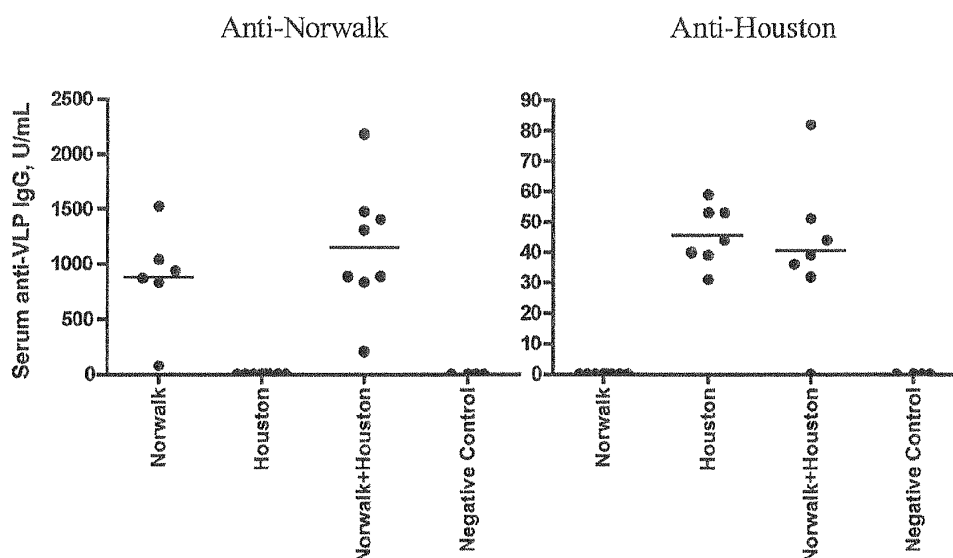 Anti-Norwalk
Anti-Houston
Serum anti-VLP IgG, U/mL
2500
2000
1500
1000
500
0
Norwalk
Houston
Norwalk+Houston
Negative Control
90
80
70
60
50
40
30
20
10
0
Norwalk
Houston
Norwalk+Houston
Negative Control